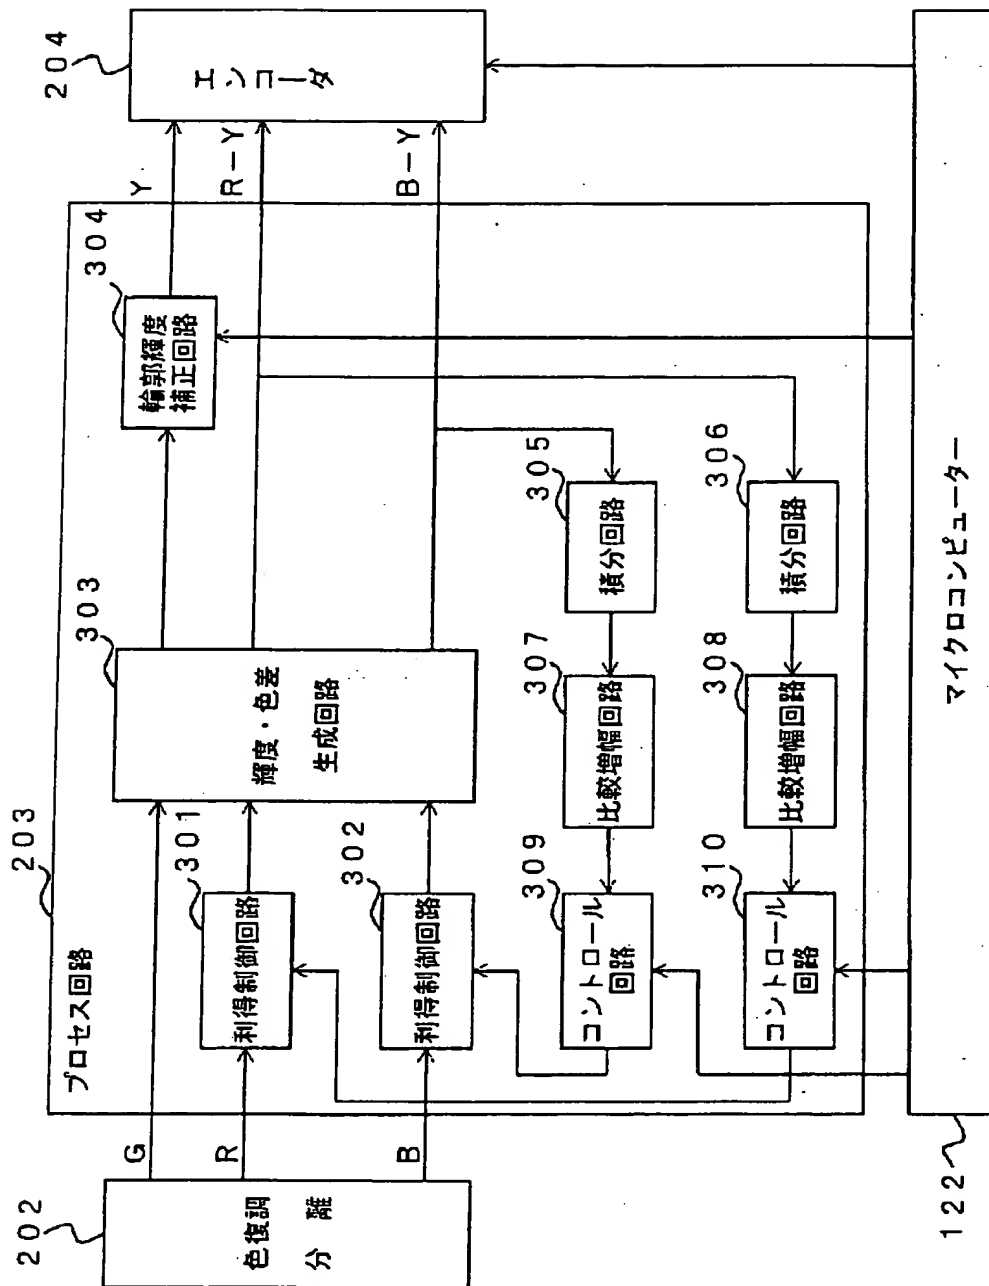 203
プロセス回路
202
色復調
分離
G
R
B
301
利得制御回路
302
利得制御回路
303
輝度・色差
生成回路
304
輪郭輝度
補正回路
Y
R-Y
B-Y
204
エンコーダ
305
積分回路
306
積分回路
307
比較増幅回路
308
比較増幅回路
309
コントロール
回路
310
コントロール
回路
122
マイクロコンピューター